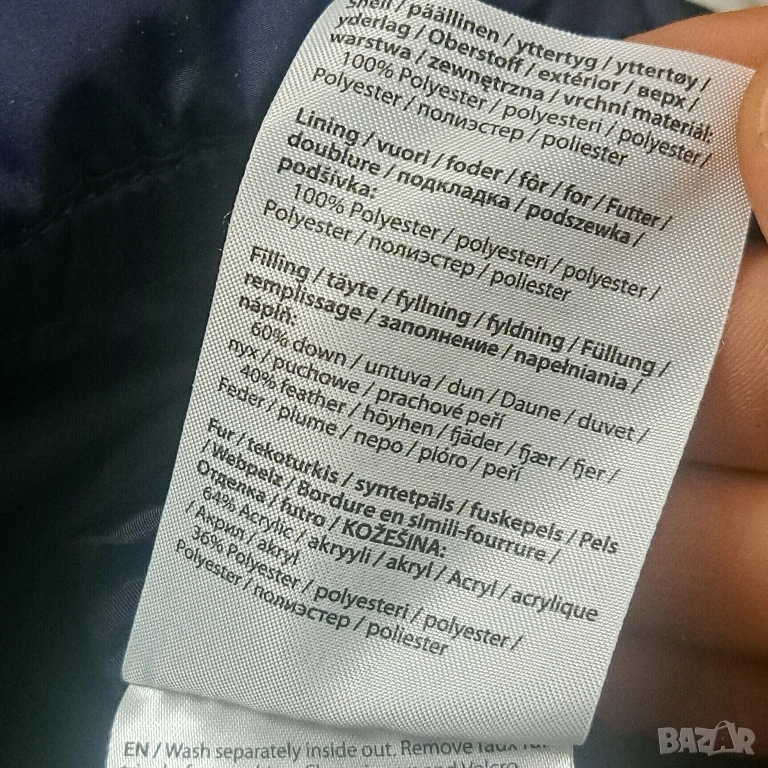 shell / päällinen / yttertyg / yttertøy /
yderlag / Oberstoff / extérior / верх /
warstwa / zewnętrzna / vrchní materiál:
100% Polyester / polyesteri / polyester /
Polyester / полиэстер / poliester
Lining / vuori / foder / fôr / for / Futter /
doublure / подкладка / podszewka /
podšívka:
100% Polyester / polyesteri / polyester /
Polyester / полиэстер / poliester
Filling / täyte / fyllning / fyldning / Füllung /
remplissage / заполнение / napełniania /
naplň:
60% down / untuva / dun / Daune / duvet /
пух / puchowe / prachové peří
40% feather / höyhen / fjäder / fjær / fjer /
Feder / plume / перо / pióro / peří
Fur / tekoturkis / syntetpäls / fuskepels / Pels
/ Webpelz / Bordure en simili-fourrure /
Отделка / futro / KOŽEŠINA:
64% Acrylic / akryyli / akryl / Acryl / acrylique
/ Акрил / akryl
36% Polyester / polyesteri / polyester /
Polyester / полиэстер / poliester
EN / Wash separately inside out. Remove faux fur
BAZAR